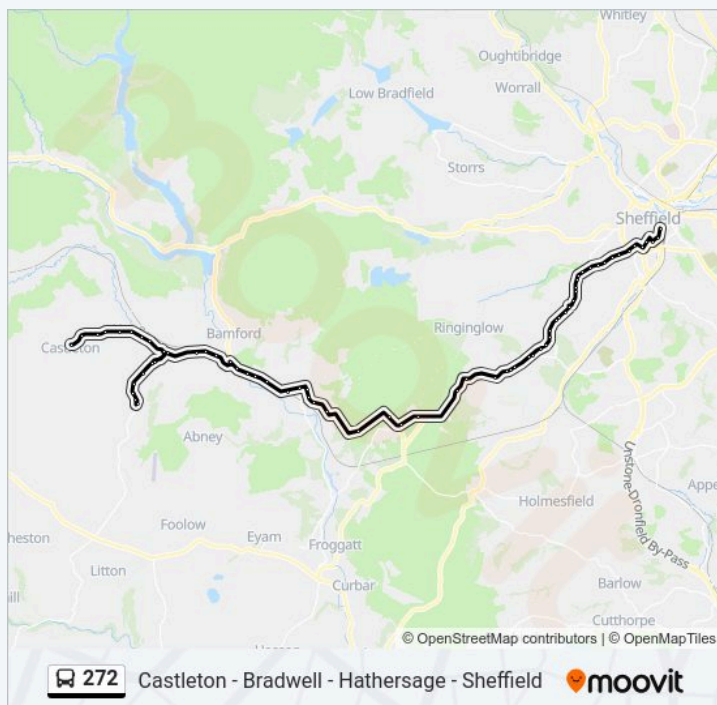 Whitley
Oughtibridge
Worrall
Low Bradfield
Storrs
Sheffield
Bamford
Ringinglow
Castleton
Abney
Unstone-Dronfield By-Pass
Holmesfield
Foolow
Eyam
Froggatt
Litton
Barlow
Curbar
Cutthorpe
© OpenStreetMap contributors | © OpenMapTiles
272 Castleton - Bradwell - Hathersage - Sheffield moovit